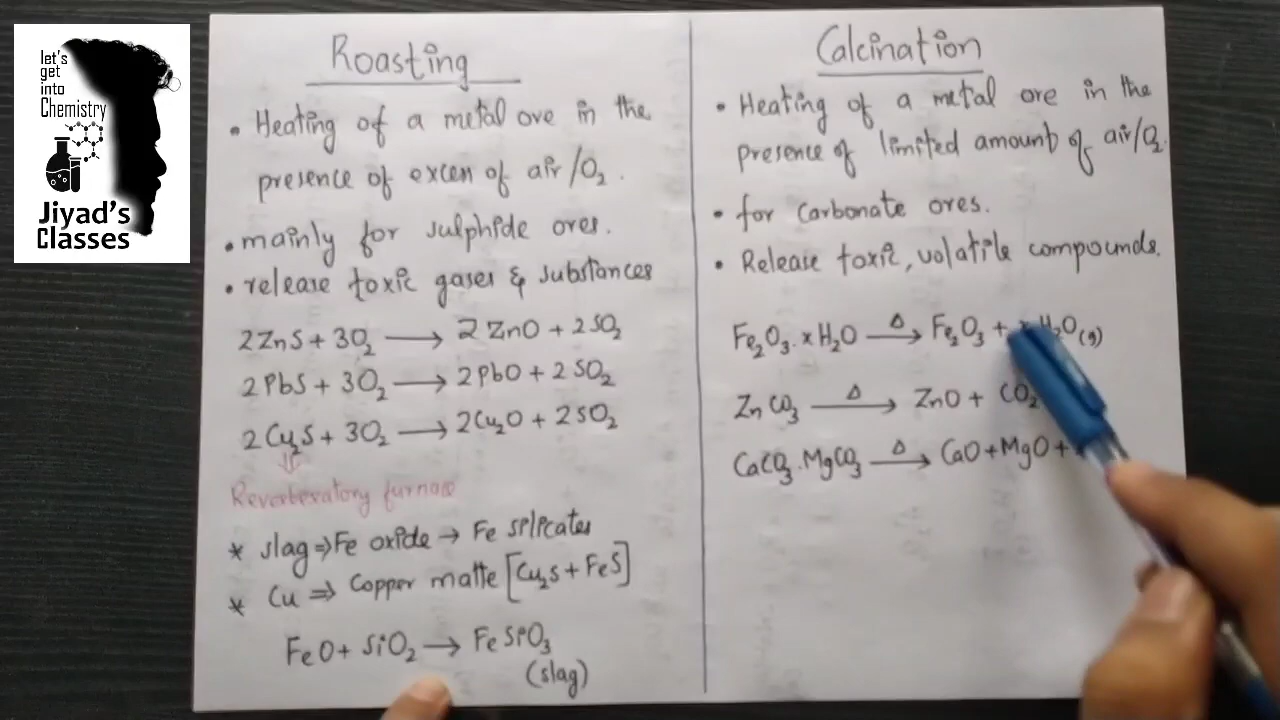 let's
get
into
Chemistry
Jiyad's
Classes
Roasting
• Heating of a metal ore in the
presence of excen of air/O₂.
• mainly for sulphide ores.
• release toxic gases & substances
2ZnS + 3O₂ ⟶ 2ZnO + 2SO₂
2PbS + 3O₂ ⟶ 2PbO + 2SO₂
2Cu₂S + 3O₂ ⟶ 2Cu₂O + 2SO₂
⇓
Reverberatory furnace
* slag ⇒ Fe oxide → Fe silicates
* Cu ⇒ Copper matte [Cu₂S + FeS]
FeO + SiO₂ ⟶ FeSiO₃
(slag)
Calcination
• Heating of a metal ore in the
presence of limited amount of air/O₂.
• for Carbonate ores.
• Release toxic, volatile compounds.
Fe₂O₃.xH₂O –Δ→ Fe₂O₃ + xH₂O(g)
ZnCO₃ –Δ→ ZnO + CO₂
CaCO₃.MgCO₃ –Δ→ CaO + MgO +